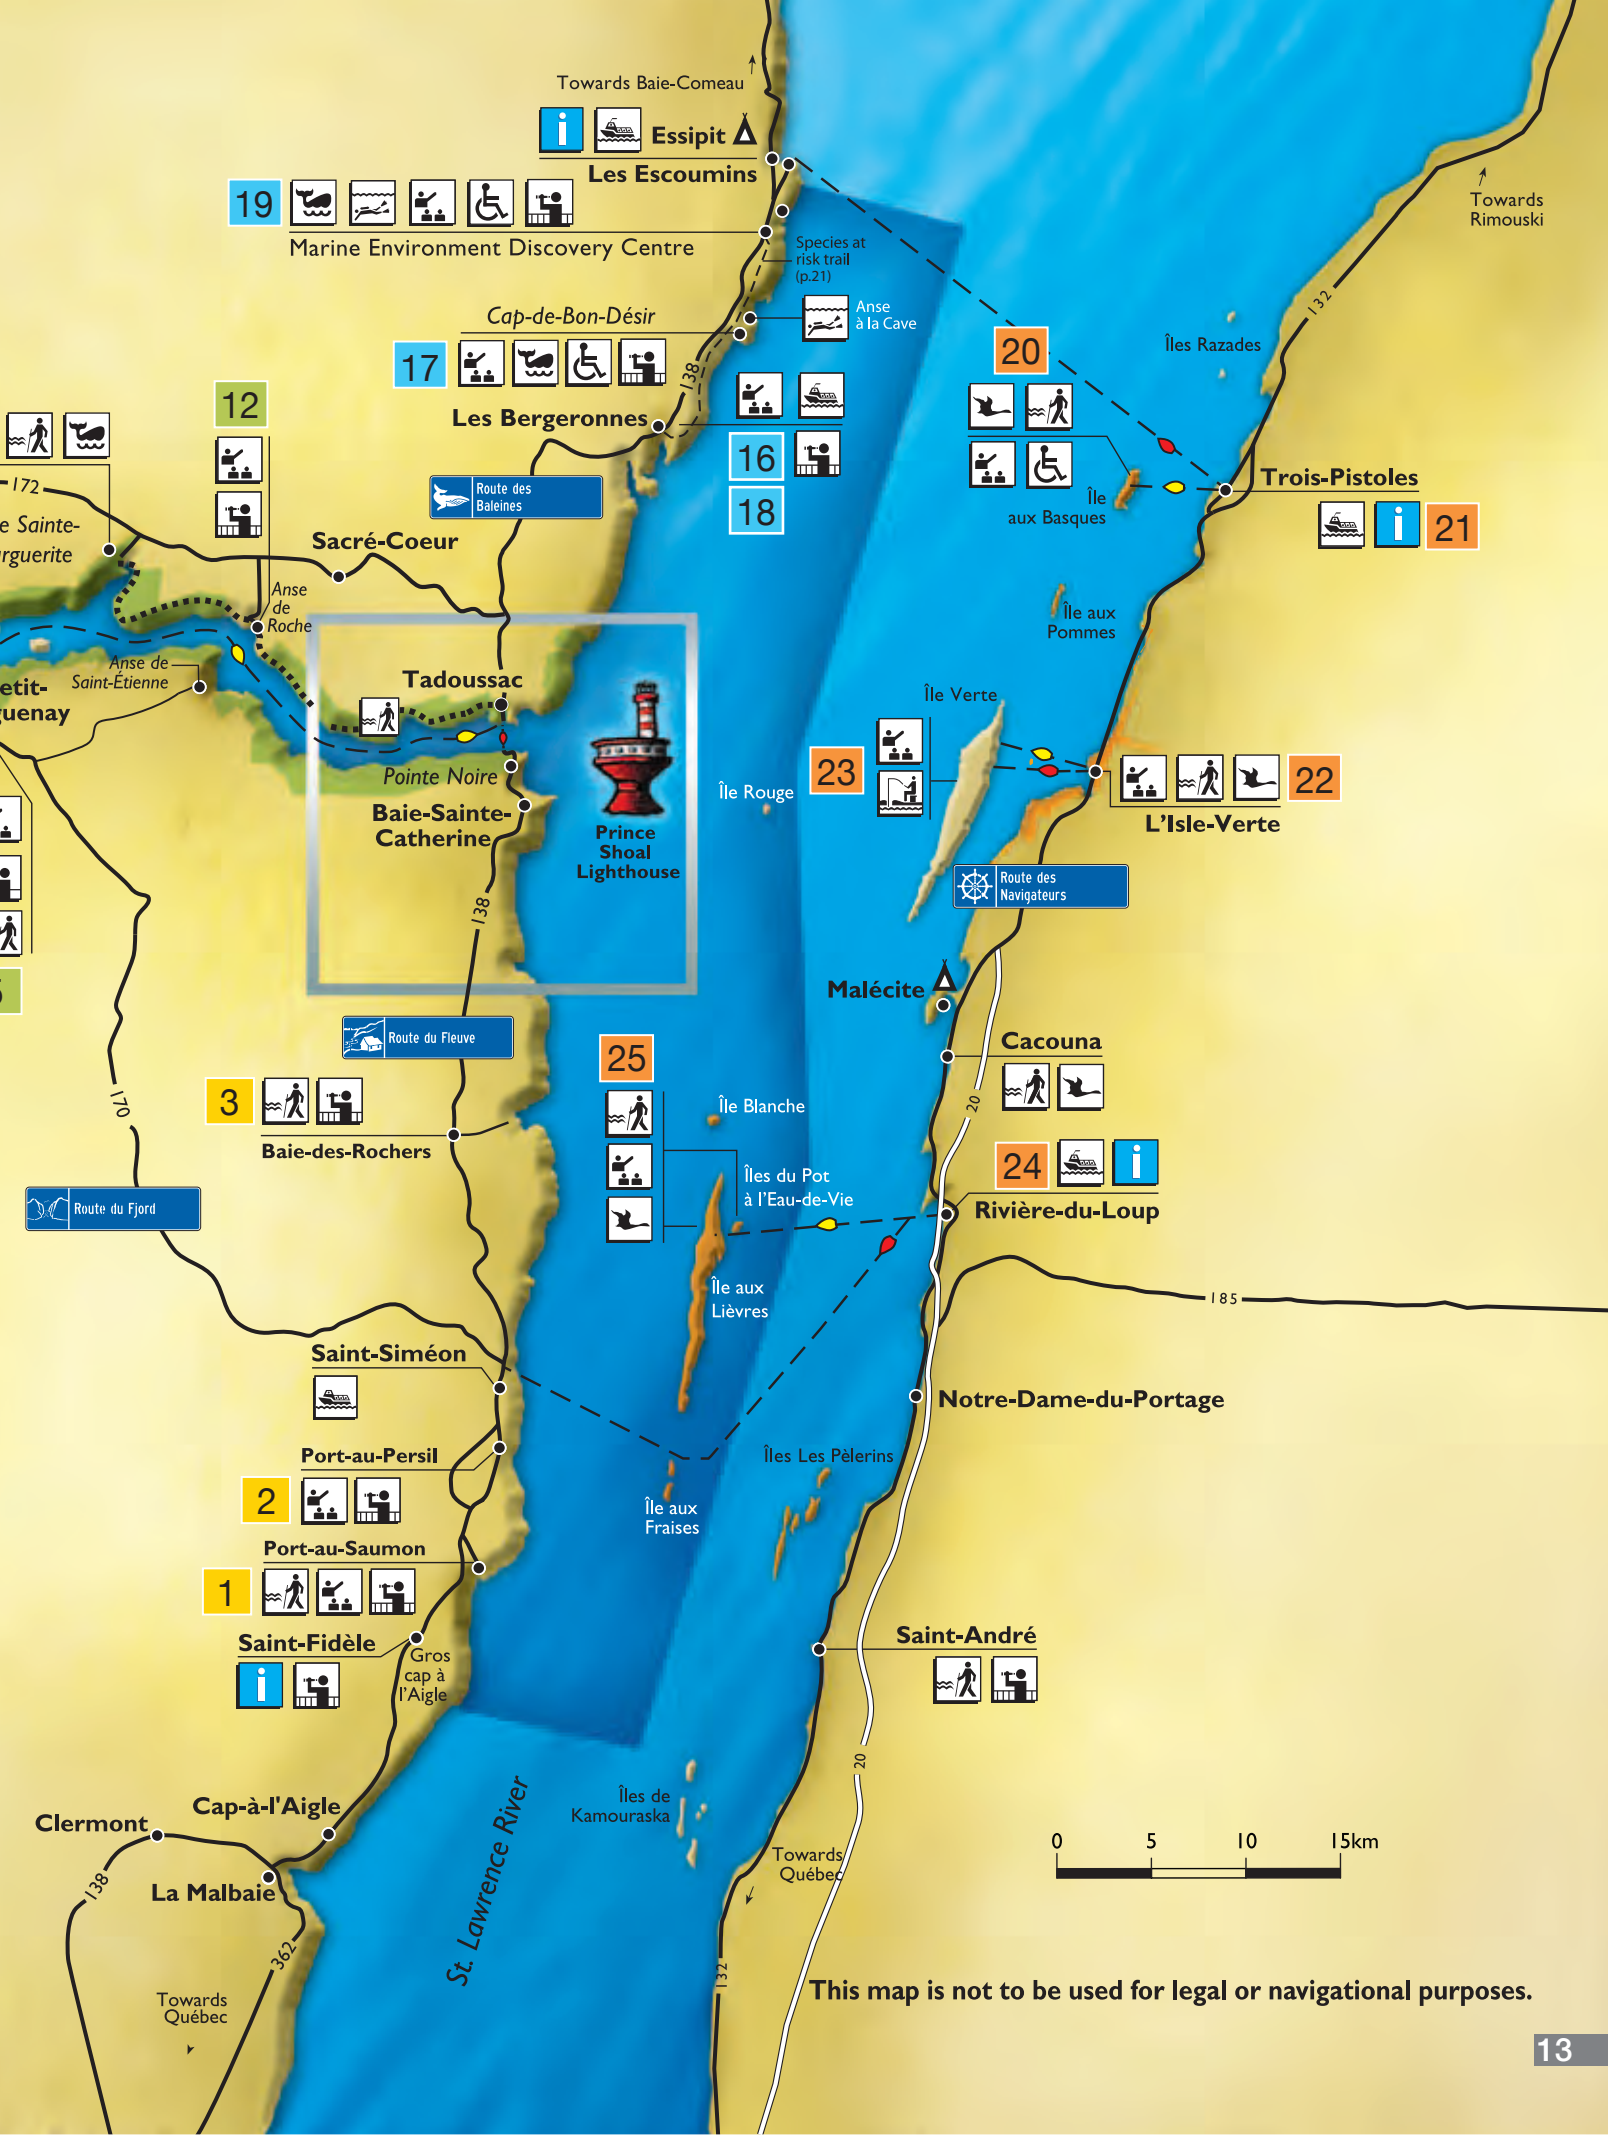 Towards Baie-Comeau
i
Essipit
Les Escoumins
19
Marine Environment Discovery Centre
Species at
risk trail
(p.21)
Towards
Rimouski
132
Cap-de-Bon-Désir
17
Anse
à la Cave
138
Îles Razades
20
12
Les Bergeronnes
16
18
Route des
Baleines
Île
aux Basques
Trois-Pistoles
i
21
172
e Sainte-
rguerite
Sacré-Coeur
Anse
de
Roche
Île aux
Pommes
Anse de
Saint-Étienne
etit-
guenay
Tadoussac
Île Verte
23
Pointe Noire
Baie-Sainte-
Catherine
Prince
Shoal
Lighthouse
Île Rouge
22
L'Isle-Verte
Route des
Navigateurs
138
Malécite
Route du Fleuve
25
Cacouna
20
3
Baie-des-Rochers
170
Île Blanche
Îles du Pot
à l'Eau-de-Vie
24
i
Rivière-du-Loup
Route du Fjord
Île aux
Lièvres
185
Saint-Siméon
Notre-Dame-du-Portage
Port-au-Persil
2
Îles Les Pèlerins
Île aux
Fraises
Port-au-Saumon
1
Saint-Fidèle
i
Gros
cap à
l'Aigle
Saint-André
20
Îles de
Kamouraska
St. Lawrence River
Cap-à-l'Aigle
Clermont
La Malbaie
138
362
Towards
Québec
Towards
Québec
132
0 5 10 15km
This map is not to be used for legal or navigational purposes.
13